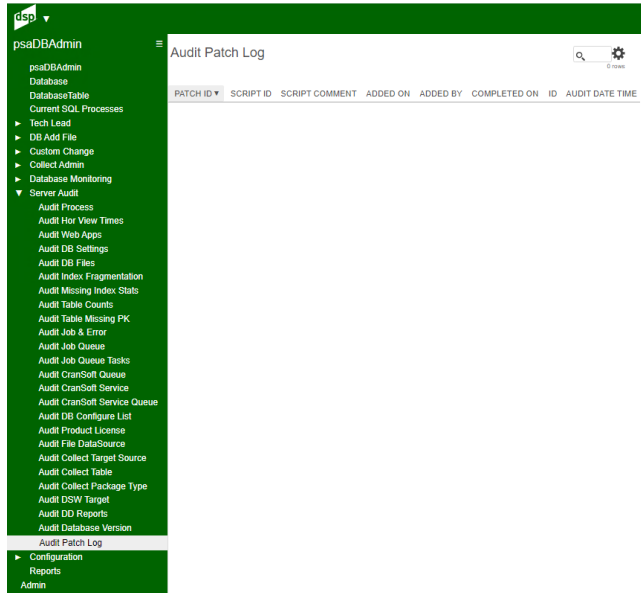 dsp ▼
psaDBAdmin
psaDBAdmin
Database
DatabaseTable
Current SQL Processes
► Tech Lead
► DB Add File
► Custom Change
► Collect Admin
► Database Monitoring
▼ Server Audit
Audit Process
Audit Hor View Times
Audit Web Apps
Audit DB Settings
Audit DB Files
Audit Index Fragmentation
Audit Missing Index Stats
Audit Table Counts
Audit Table Missing PK
Audit Job & Error
Audit Job Queue
Audit Job Queue Tasks
Audit CranSoft Queue
Audit CranSoft Service
Audit CranSoft Service Queue
Audit DB Configure List
Audit Product License
Audit File DataSource
Audit Collect Target Source
Audit Collect Table
Audit Collect Package Type
Audit DSW Target
Audit DD Reports
Audit Database Version
Audit Patch Log
► Configuration
Reports
Admin
Audit Patch Log
0 rows
PATCH ID ▼ SCRIPT ID SCRIPT COMMENT ADDED ON ADDED BY COMPLETED ON ID AUDIT DATE TIME